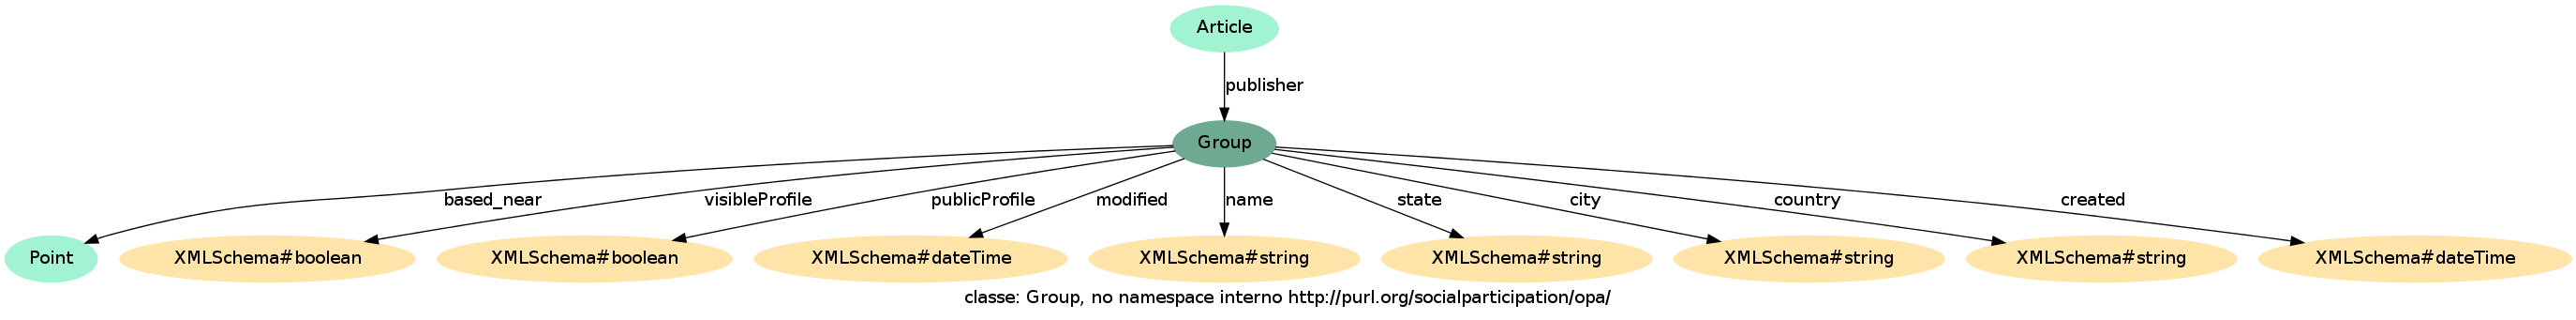 Article
publisher
Group
based_near
visibleProfile
publicProfile
modified
name
state
city
country
created
Point
XMLSchema#boolean
XMLSchema#boolean
XMLSchema#dateTime
XMLSchema#string
XMLSchema#string
XMLSchema#string
XMLSchema#string
XMLSchema#dateTime
classe: Group, no namespace interno http://purl.org/socialparticipation/opa/